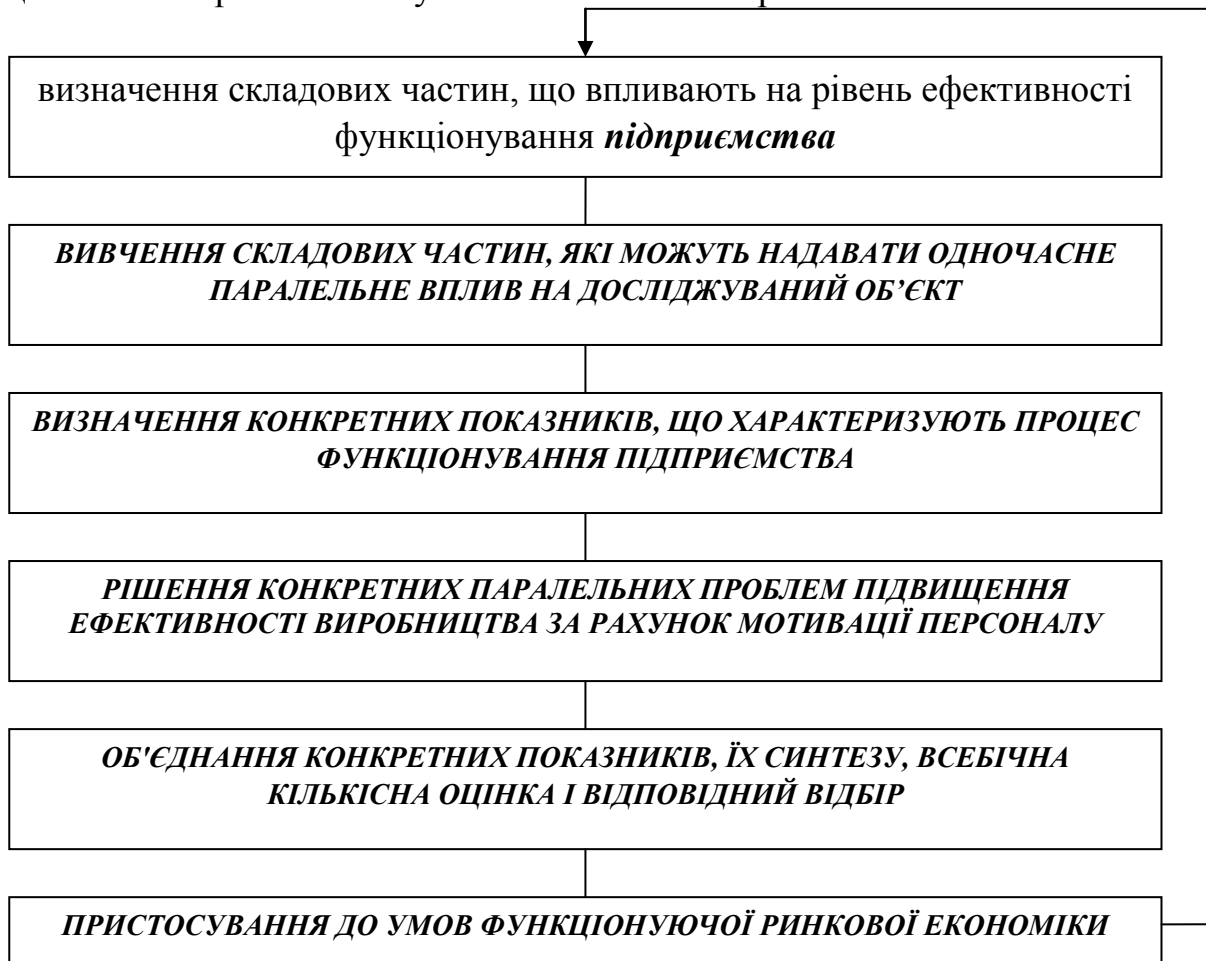 визначення складових частин, що впливають на рівень ефективності
функціонування підприємства
ВИВЧЕННЯ СКЛАДОВИХ ЧАСТИН, ЯКІ МОЖУТЬ НАДАВАТИ ОДНОЧАСНЕ
ПАРАЛЕЛЬНЕ ВПЛИВ НА ДОСЛІДЖУВАНИЙ ОБ’ЄКТ
ВИЗНАЧЕННЯ КОНКРЕТНИХ ПОКАЗНИКІВ, ЩО ХАРАКТЕРИЗУЮТЬ ПРОЦЕС
ФУНКЦІОНУВАННЯ ПІДПРИЄМСТВА
РІШЕННЯ КОНКРЕТНИХ ПАРАЛЕЛЬНИХ ПРОБЛЕМ ПІДВИЩЕННЯ
ЕФЕКТИВНОСТІ ВИРОБНИЦТВА ЗА РАХУНОК МОТИВАЦІЇ ПЕРСОНАЛУ
ОБ'ЄДНАННЯ КОНКРЕТНИХ ПОКАЗНИКІВ, ЇХ СИНТЕЗУ, ВСЕБІЧНА
КІЛЬКІСНА ОЦІНКА І ВІДПОВІДНИЙ ВІДБІР
ПРИСТОСУВАННЯ ДО УМОВ ФУНКЦІОНУЮЧОЇ РИНКОВОЇ ЕКОНОМІКИ